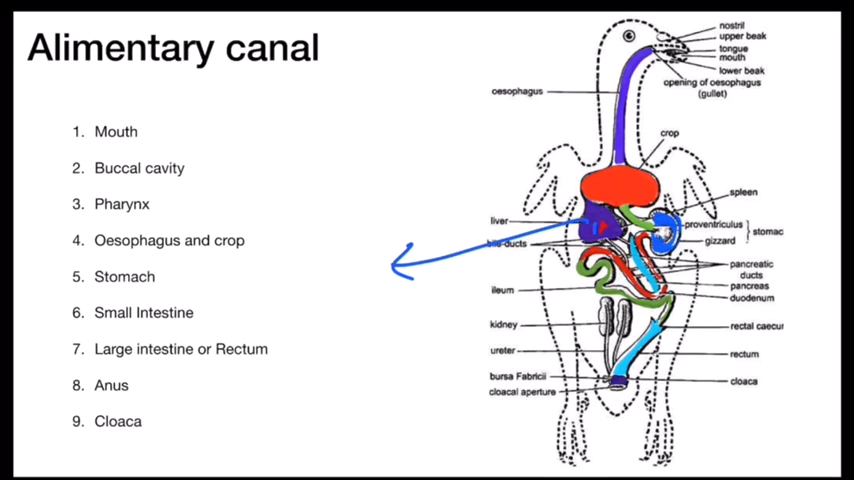 Alimentary canal
1. Mouth
2. Buccal cavity
3. Pharynx
4. Oesophagus and crop
5. Stomach
6. Small Intestine
7. Large intestine or Rectum
8. Anus
9. Cloaca
nostril
upper beak
tongue
mouth
lower beak
opening of oesophagus
(gullet)
oesophagus
crop
spleen
liver
proventriculus
stomac
bile ducts
gizzard
pancreatic
ducts
pancreas
ileum
duodenum
kidney
rectal caecum
ureter
rectum
bursa Fabricii
cloaca
cloacal aperture